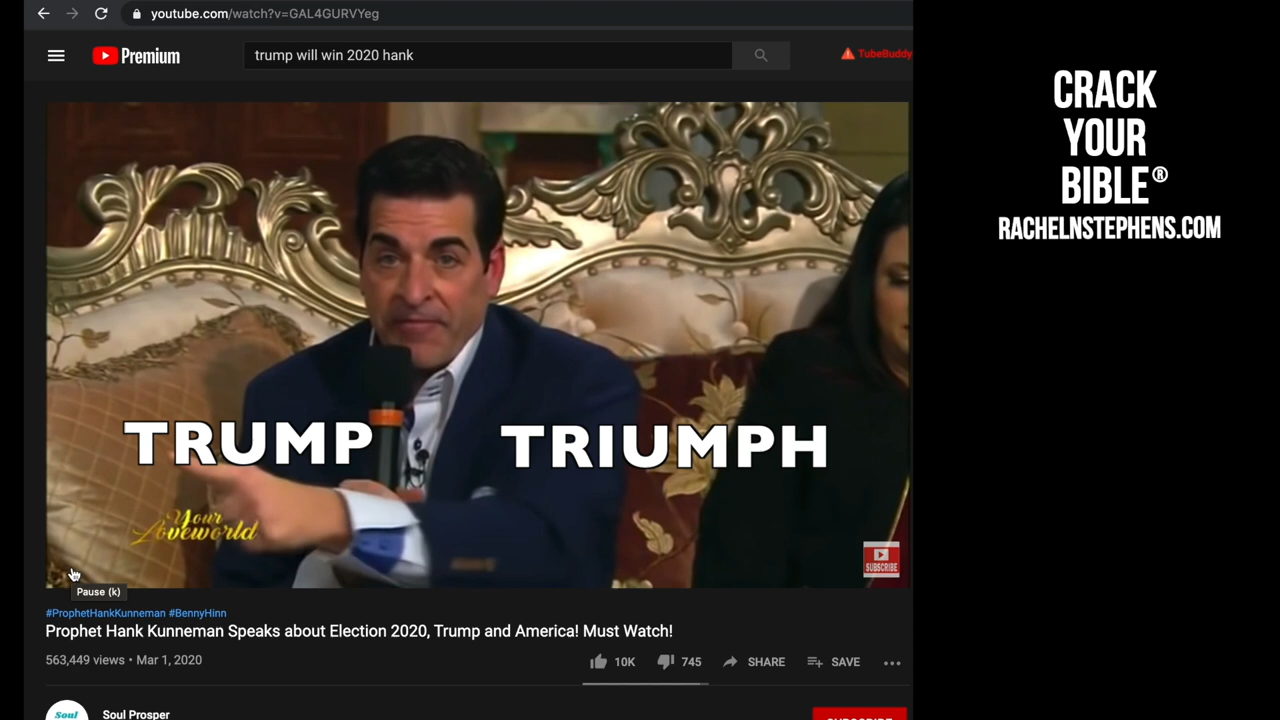 youtube.com/watch?v=GAL4GURVYeg
Premium
trump will win 2020 hank
TubeBuddy
CRACK
YOUR
BIBLE®
RACHELNSTEPHENS.COM
TRUMP TRIUMPH
Your
Loveworld
SUBSCRIBE
Pause (k)
#ProphetHankKunneman #BennyHinn
Prophet Hank Kunneman Speaks about Election 2020, Trump and America! Must Watch!
563,449 views • Mar 1, 2020
10K 745 SHARE SAVE
Soul Soul Prosper
SUBSCRIBE